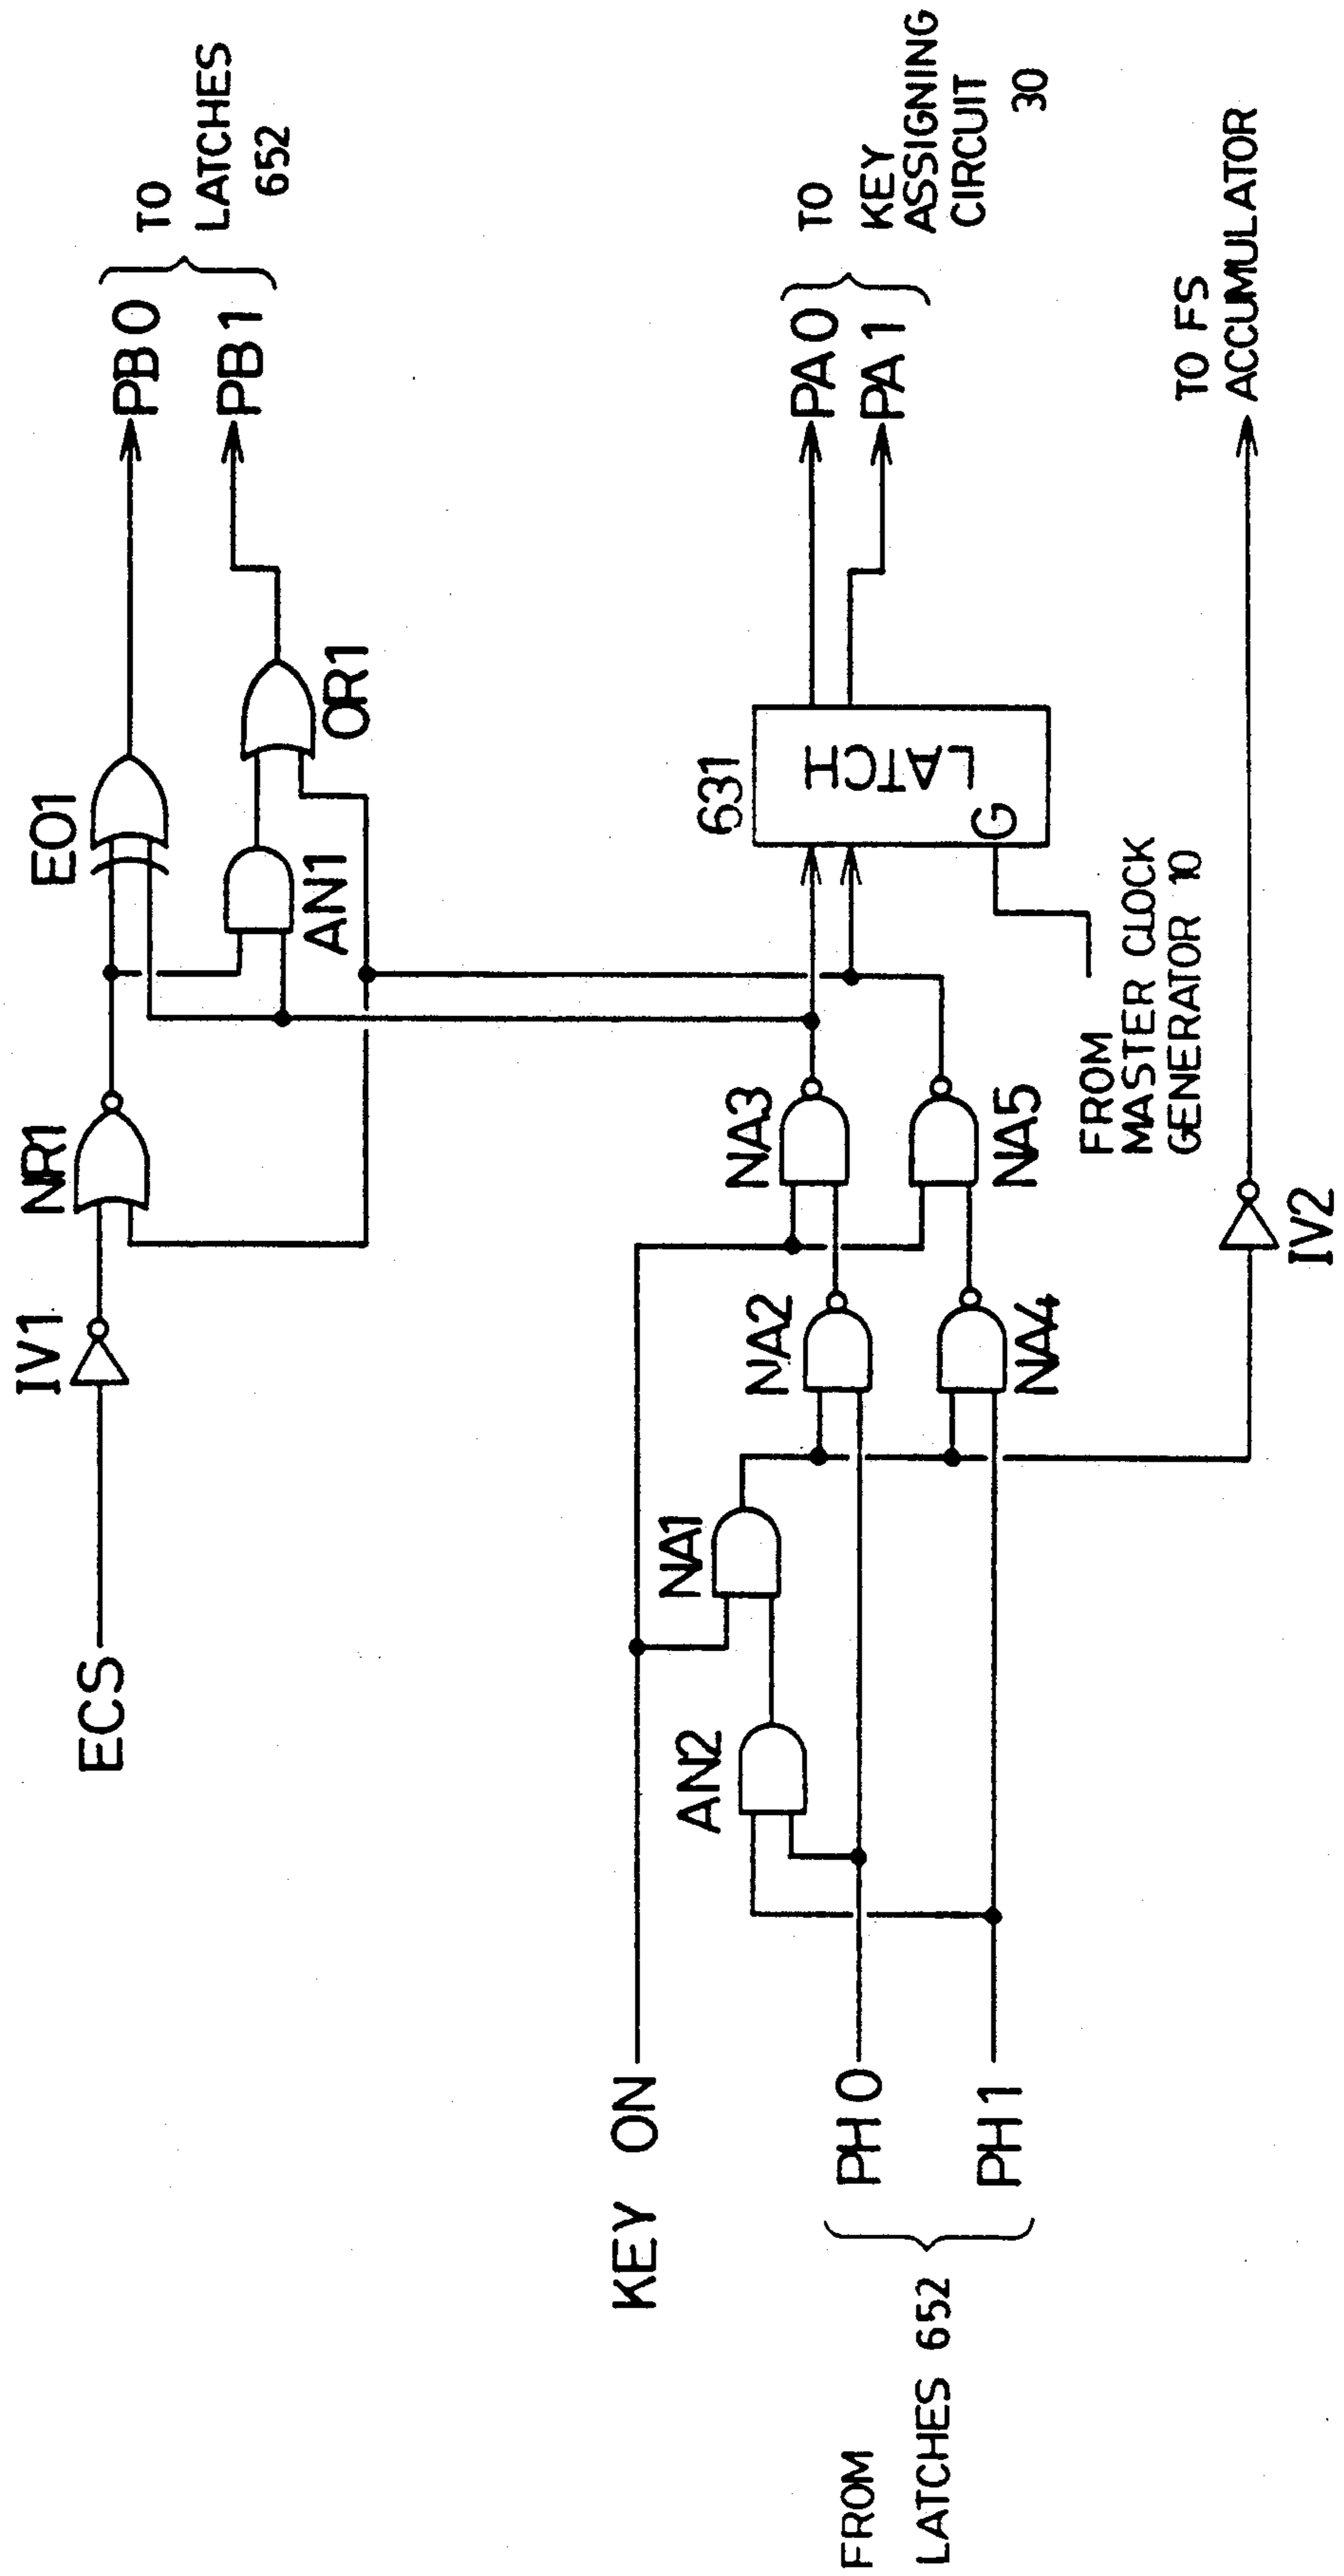 ECS
IV1
NR1
EO1
AN1
OR1
PB0
PB1
TO
LATCHES
652
KEY ON
AN2
NA1
NA2
NA3
NA4
NA5
631
LATCH
G
PA0
PA1
TO
KEY
ASSIGNING
CIRCUIT
30
FROM
LATCHES 652
PH0
PH1
FROM
MASTER CLOCK
GENERATOR 10
IV2
TO FS
ACCUMULATOR